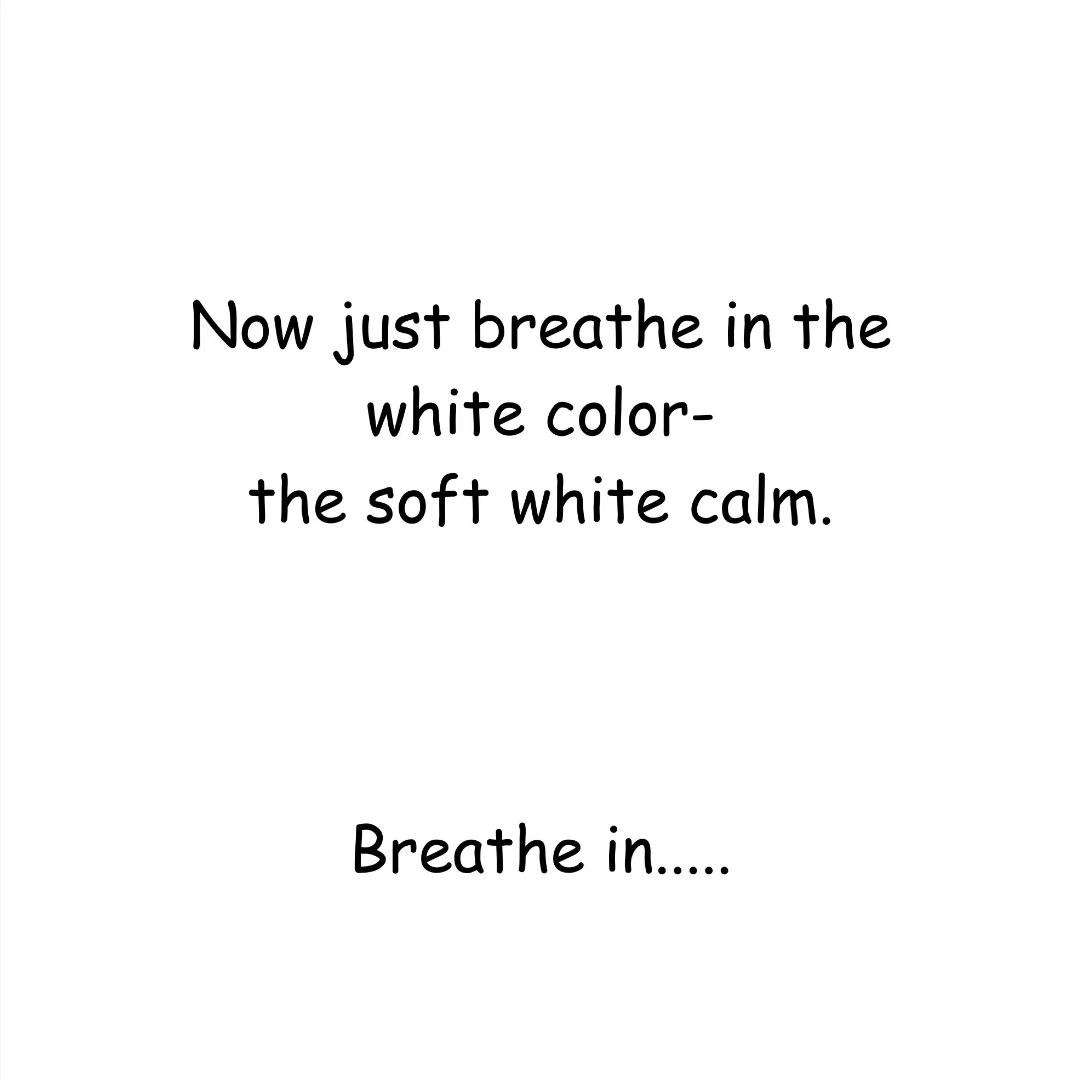 Now just breathe in the
white color-
the soft white calm.
Breathe in.....